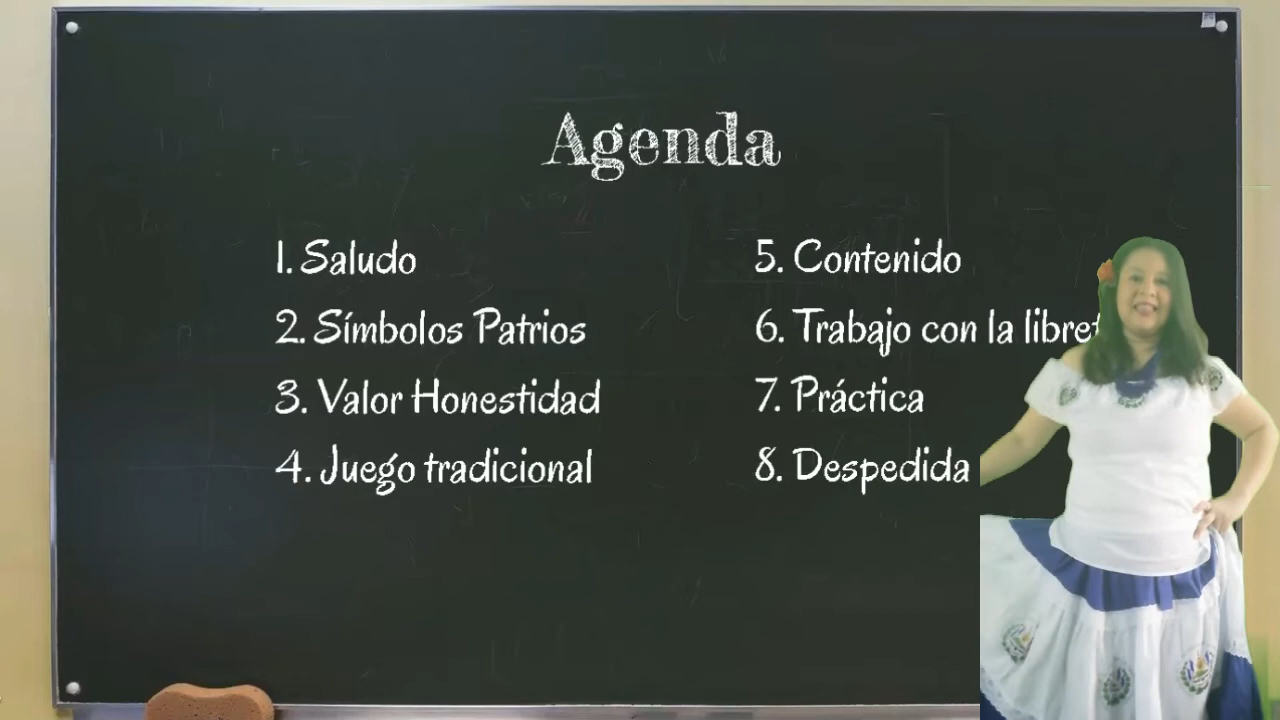 Agenda
1. Saludo
2. Símbolos Patrios
3. Valor Honestidad
4. Juego tradicional
5. Contenido
6. Trabajo con la
7. Práctica
8. Despedida